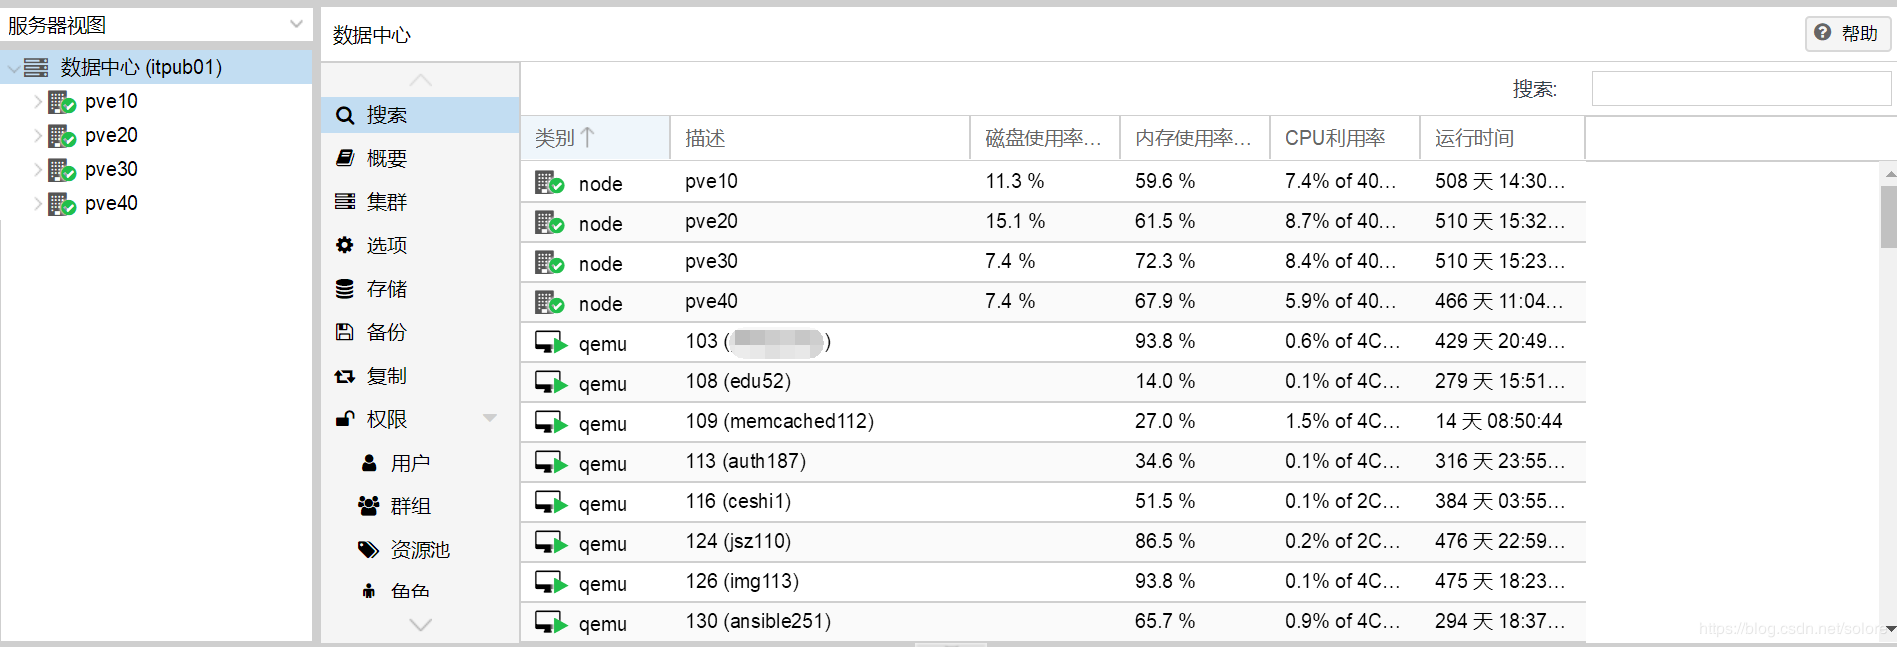 服务器视图
数据中心 (itpub01)
pve10
pve20
pve30
pve40
数据中心
帮助
搜索
概要
集群
选项
存储
备份
复制
权限
用户
群组
资源池
角色
搜索:
类别 描述 磁盘使用率... 内存使用率... CPU利用率 运行时间
node pve10 11.3 % 59.6 % 7.4% of 40... 508 天 14:30...
node pve20 15.1 % 61.5 % 8.7% of 40... 510 天 15:32...
node pve30 7.4 % 72.3 % 8.4% of 40... 510 天 15:23...
node pve40 7.4 % 67.9 % 5.9% of 40... 466 天 11:04...
qemu 103 ( ) 93.8 % 0.6% of 4C... 429 天 20:49...
qemu 108 (edu52) 14.0 % 0.1% of 4C... 279 天 15:51...
qemu 109 (memcached112) 27.0 % 1.5% of 4C... 14 天 08:50:44
qemu 113 (auth187) 34.6 % 0.1% of 4C... 316 天 23:55...
qemu 116 (ceshi1) 51.5 % 0.1% of 2C... 384 天 03:55...
qemu 124 (jsz110) 86.5 % 0.2% of 2C... 476 天 22:59...
qemu 126 (img113) 93.8 % 0.1% of 4C... 475 天 18:23...
qemu 130 (ansible251) 65.7 % 0.9% of 4C... 294 天 18:37...